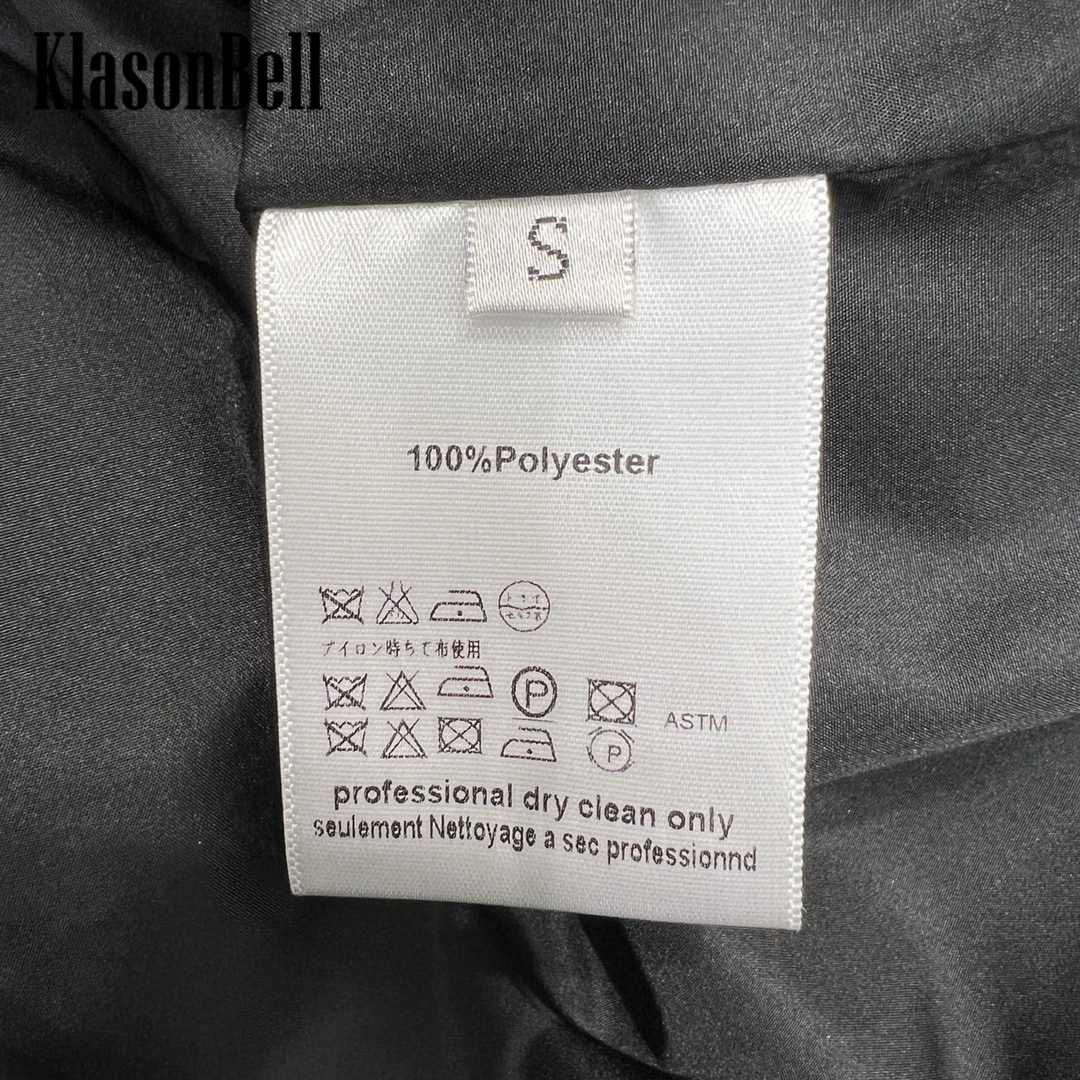 KlasonBell
S
100%Polyester
ブイロン時ちて布使用
P
ASTM
P
professional dry clean only
seulement Nettoyage a sec professionnd